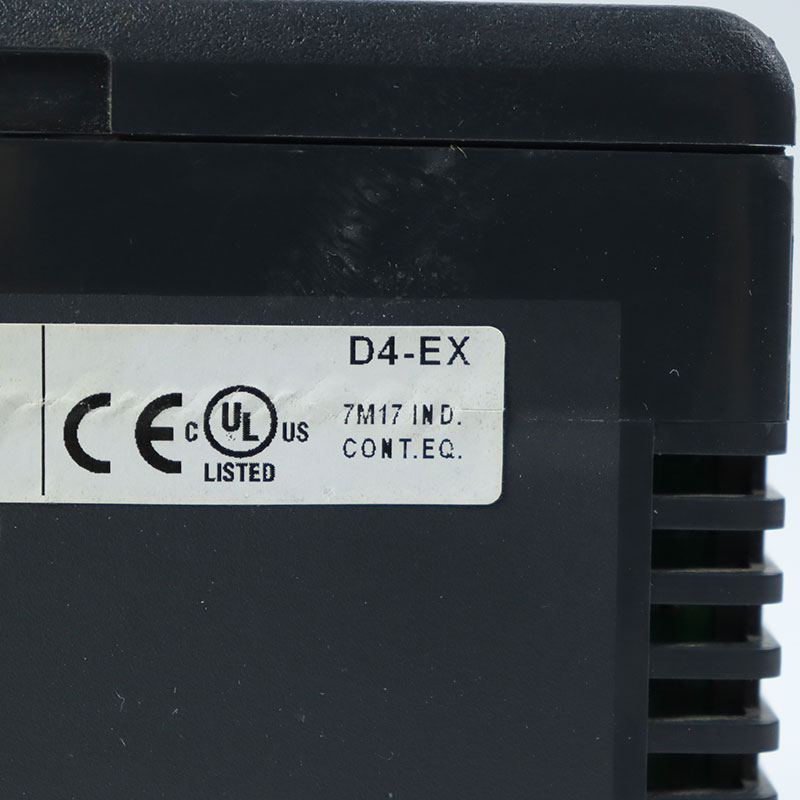 D4-EX
CE
C UL US
LISTED
7M17 IND.
CONT.EQ.